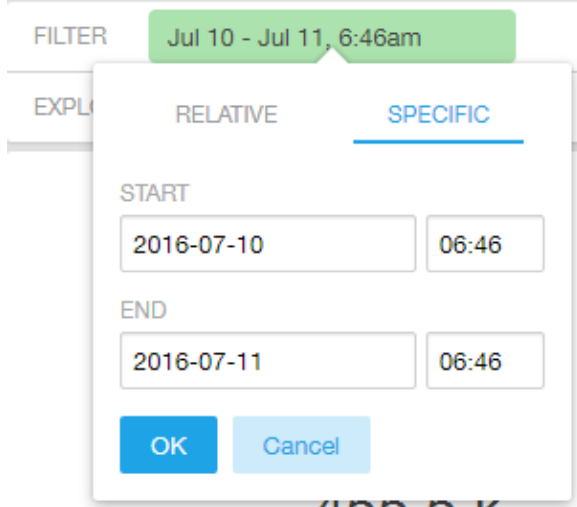 FILTER Jul 10 - Jul 11, 6:46am
EXPL
RELATIVE SPECIFIC
START
2016-07-10 06:46
END
2016-07-11 06:46
OK Cancel